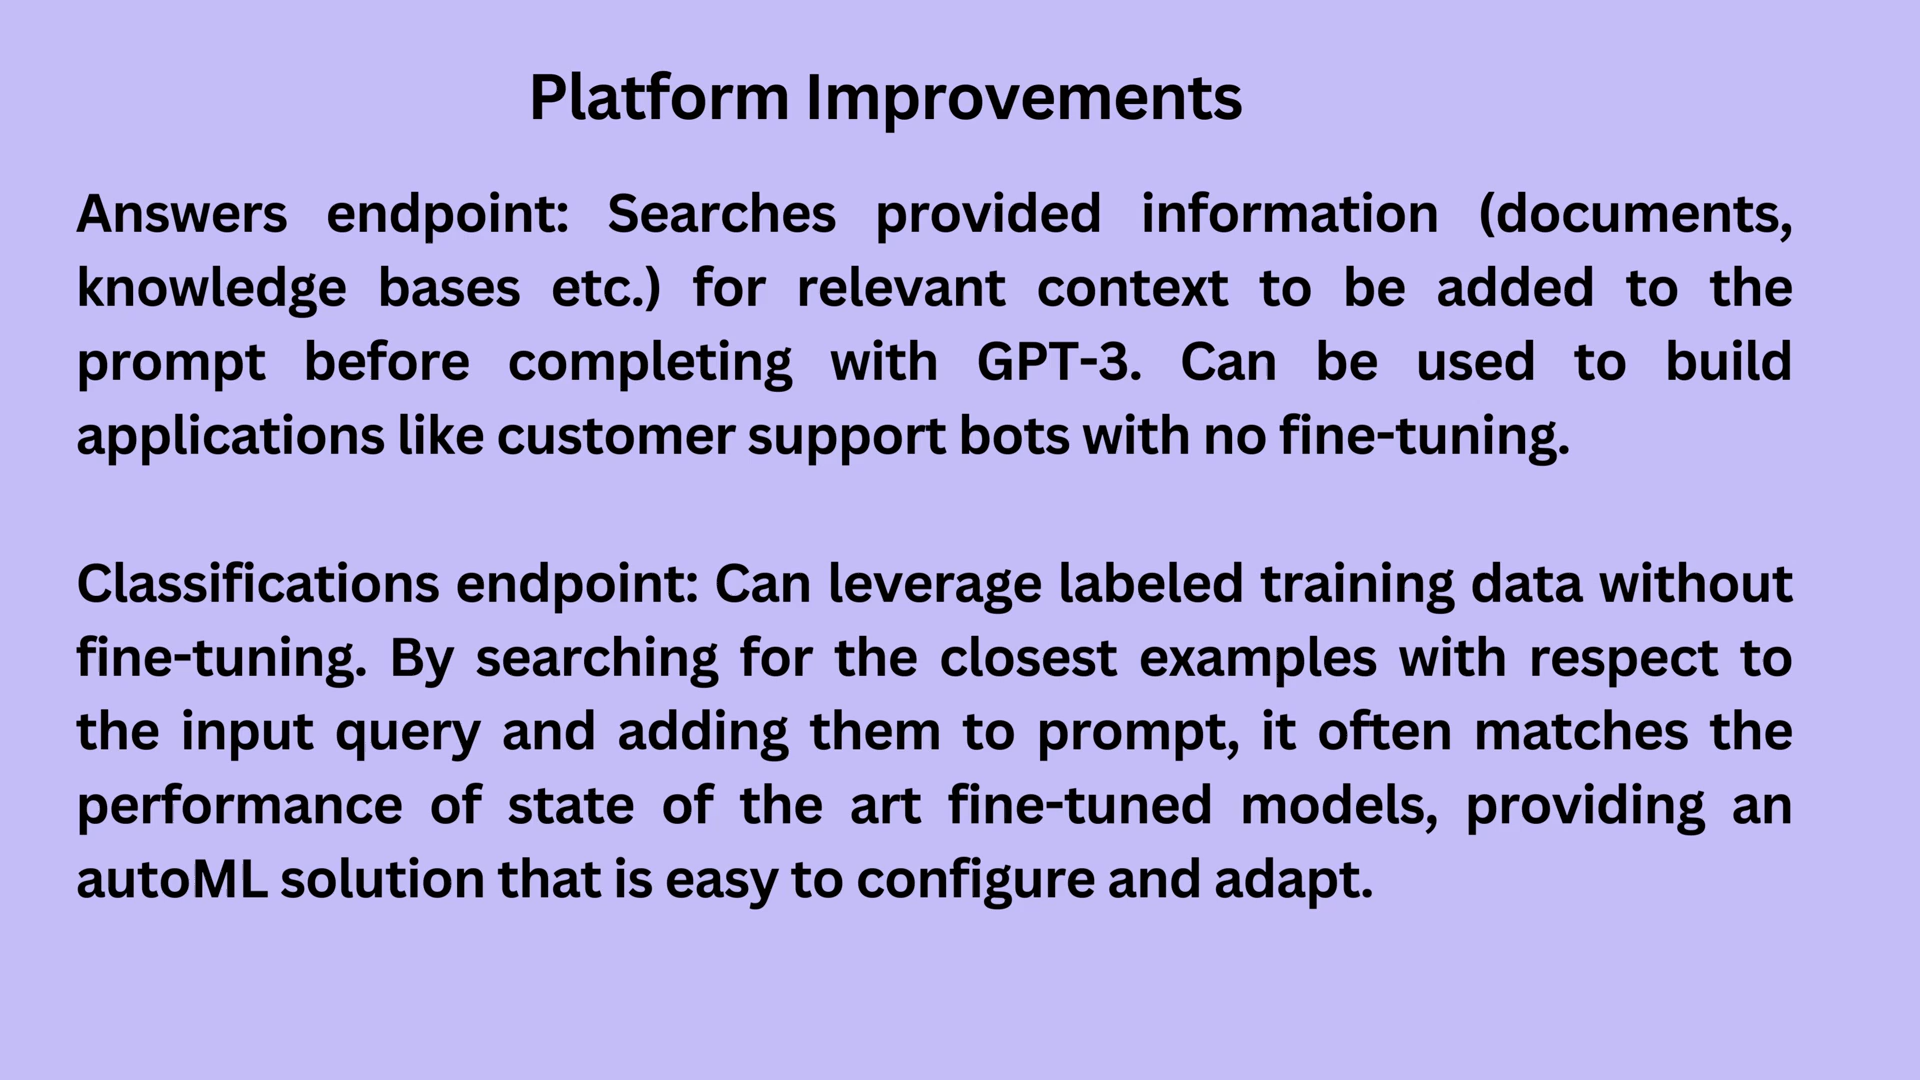 Platform Improvements
Answers endpoint: Searches provided information (documents,
knowledge bases etc.) for relevant context to be added to the
prompt before completing with GPT-3. Can be used to build
applications like customer support bots with no fine-tuning.
Classifications endpoint: Can leverage labeled training data without
fine-tuning. By searching for the closest examples with respect to
the input query and adding them to prompt, it often matches the
performance of state of the art fine-tuned models, providing an
autoML solution that is easy to configure and adapt.